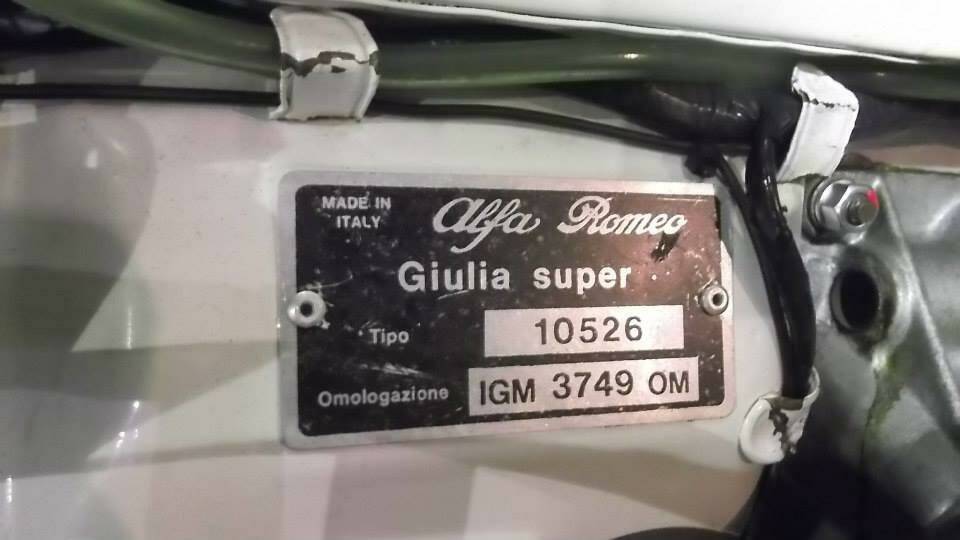 MADE IN
ITALY
Alfa Romeo
Giulia super
Tipo 10526
Omologazione IGM 3749 OM